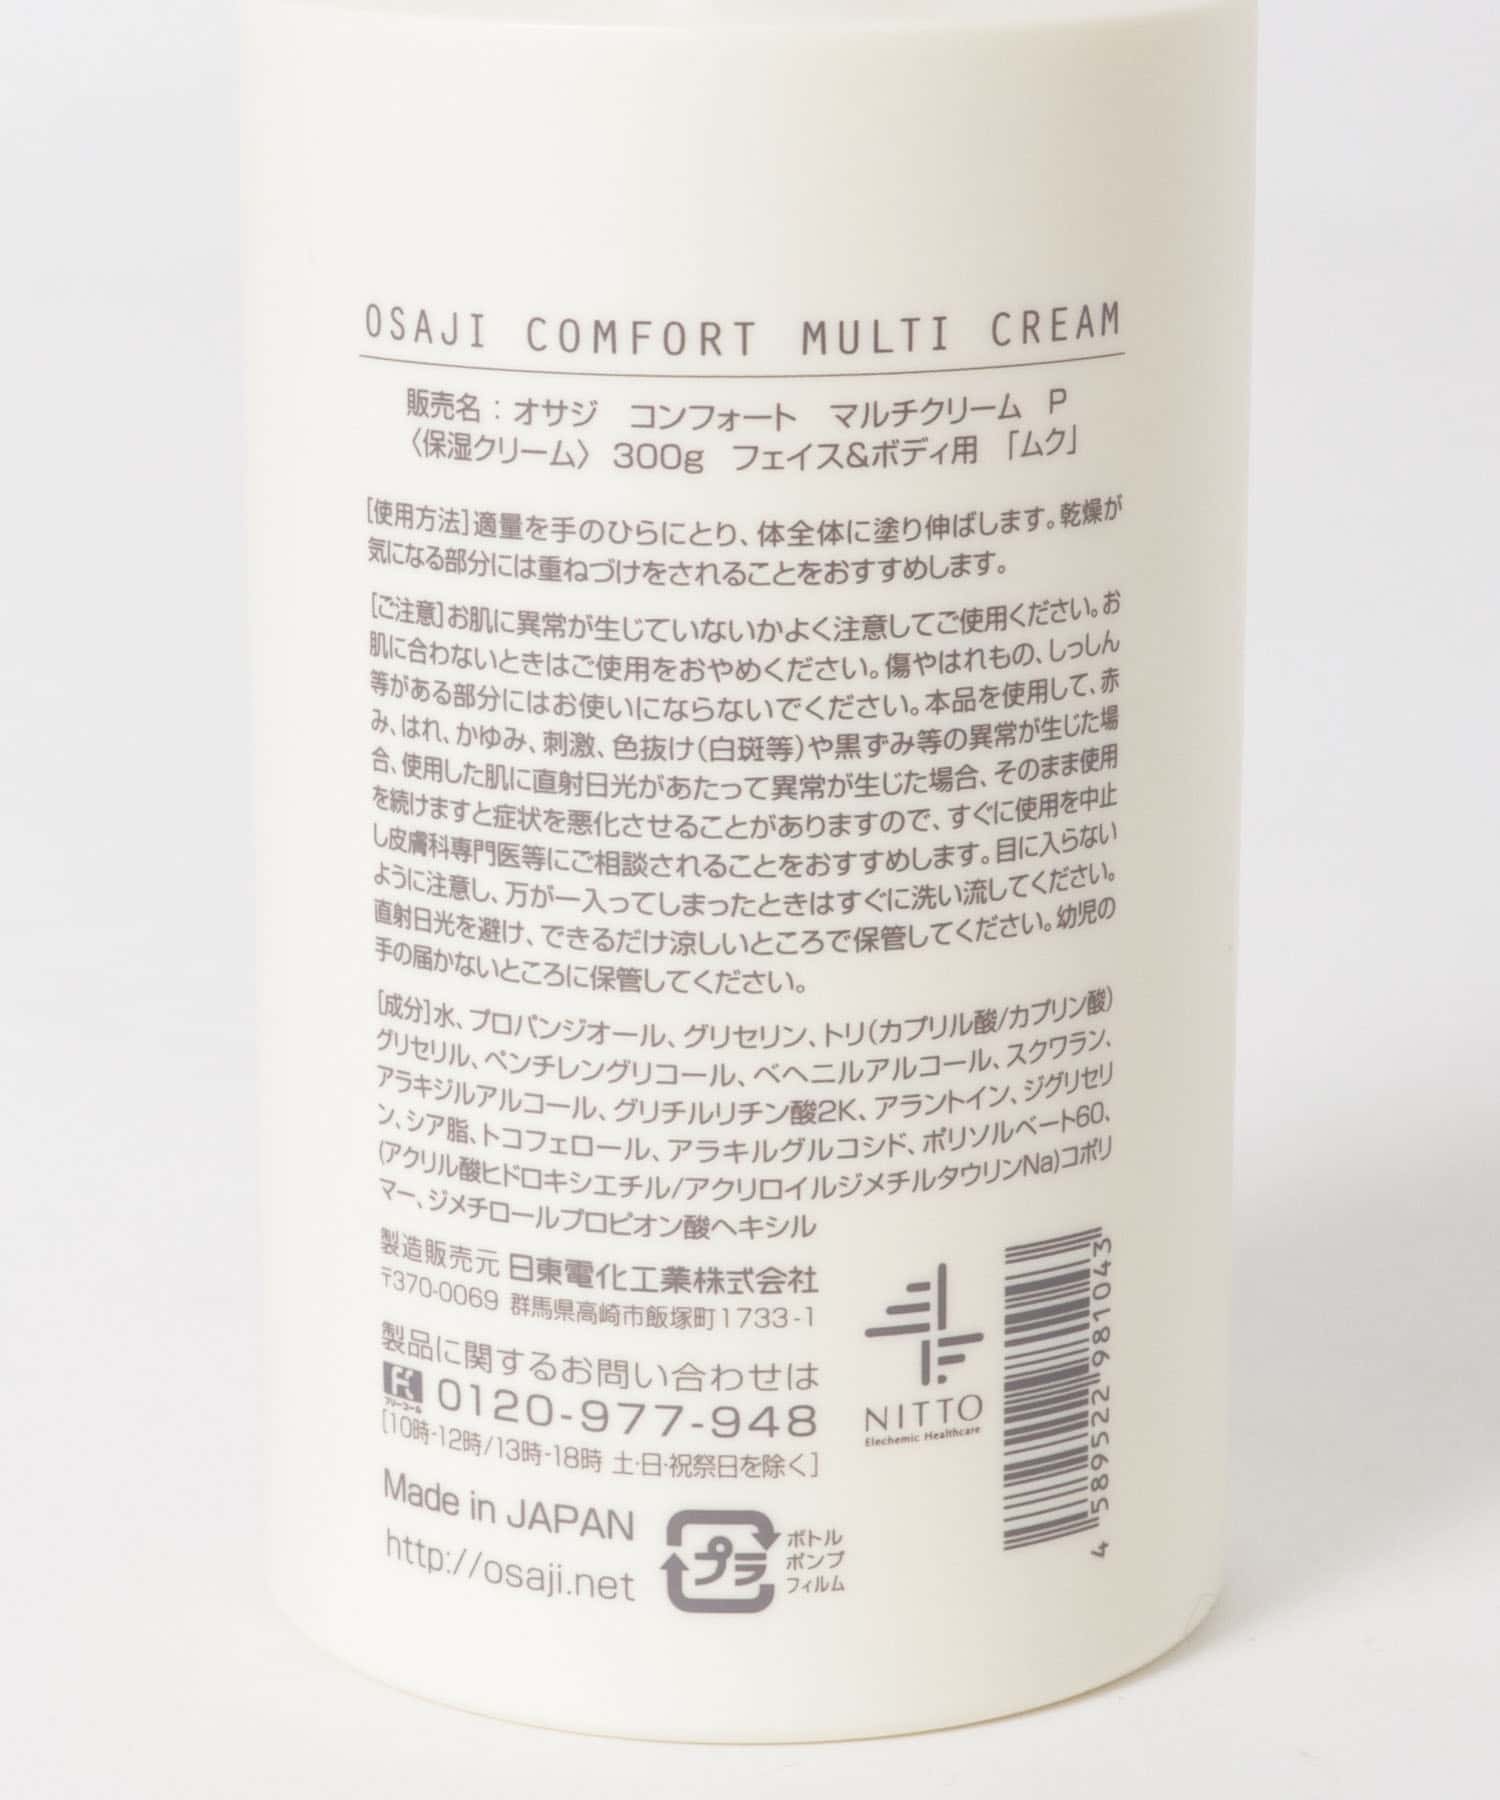 OSAJI COMFORT MULTI CREAM
販売名：オサジ　コンフォート　マルチクリーム　P
〈保湿クリーム〉 300g　フェイス&ボディ用　「ムク」
[使用方法]適量を手のひらにとり、体全体に塗り伸ばします。乾燥が
気になる部分には重ねづけをされることをおすすめします。
[ご注意]お肌に異常が生じていないかよく注意してご使用ください。お
肌に合わないときはご使用をおやめください。傷やはれもの、しっしん
等がある部分にはお使いにならないでください。本品を使用して、赤
み、はれ、かゆみ、刺激、色抜け(白斑等)や黒ずみ等の異常が生じた場
合、使用した肌に直射日光があたって異常が生じた場合、そのまま使用
を続けますと症状を悪化させることがありますので、すぐに使用を中止
し皮膚科専門医等にご相談されることをおすすめします。目に入らない
ように注意し、万が一入ってしまったときはすぐに洗い流してください。
直射日光を避け、できるだけ涼しいところで保管してください。幼児の
手の届かないところに保管してください。
[成分]水、プロパンジオール、グリセリン、トリ(カプリル酸/カプリン酸)
グリセリル、ペンチレングリコール、ベヘニルアルコール、スクワラン、
アラキジルアルコール、グリチルリチン酸2K、アラントイン、ジグリセリ
ン、シア脂、トコフェロール、アラキルグルコシド、ポリソルベート60、
(アクリル酸ヒドロキシエチル/アクリロイルジメチルタウリンNa)コポリ
マー、ジメチロールプロピオン酸ヘキシル
製造販売元 日東電化工業株式会社
〒370-0069 群馬県高崎市飯塚町1733-1
製品に関するお問い合わせは
フリーコール 0120-977-948
[10時-12時/13時-18時 土・日・祝祭日を除く]
Made in JAPAN
http://osaji.net
プラ
ボトル
ポンプ
フィルム
NITTO
Elechemic Healthcare
4 589522 981043